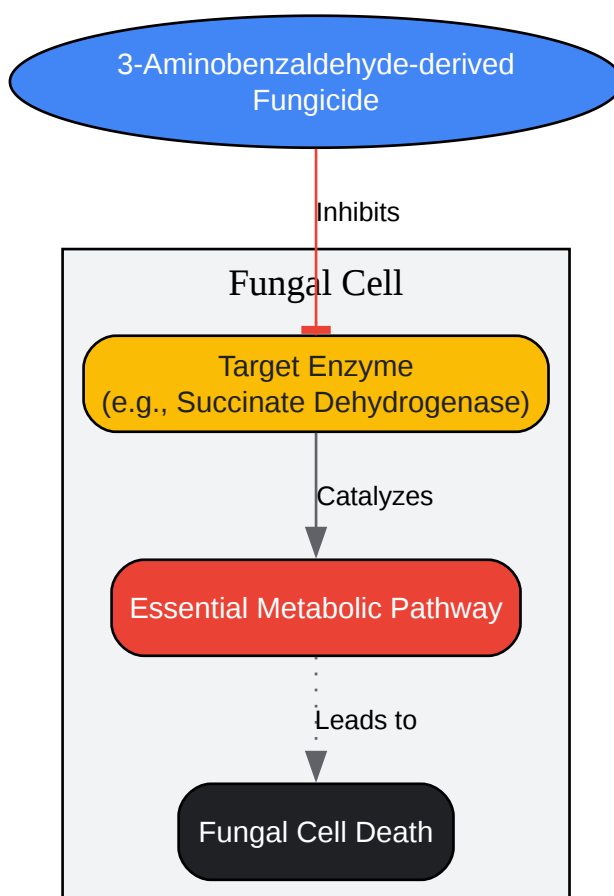 3-Aminobenzaldehyde-derived
Fungicide
Inhibits
Fungal Cell
Target Enzyme
(e.g., Succinate Dehydrogenase)
Catalyzes
Essential Metabolic Pathway
Leads to
Fungal Cell Death